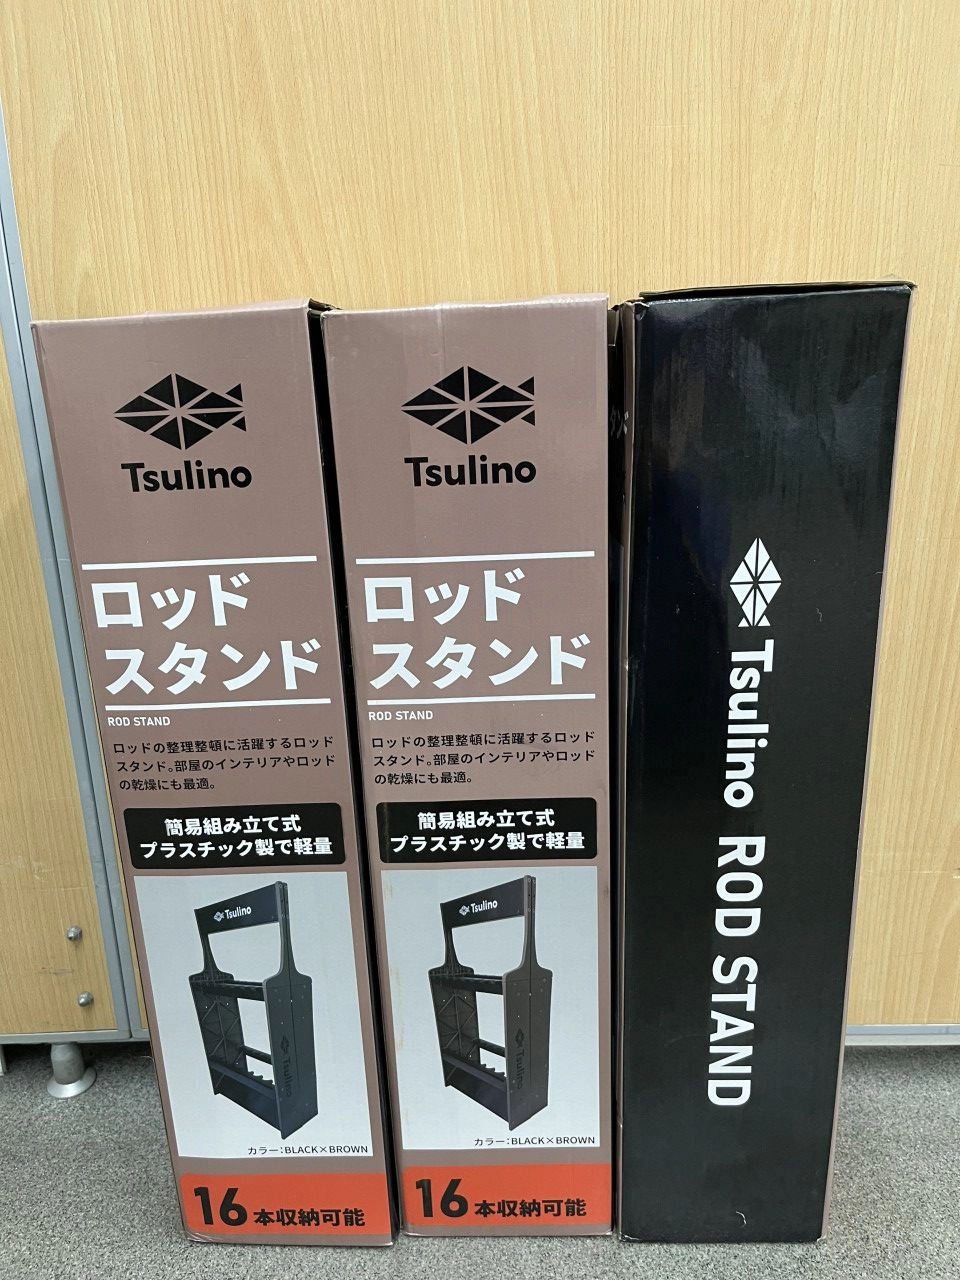 Tsulino
ロッド
スタンド
ROD STAND
ロッドの整理整頓に活躍するロッド
スタンド。部屋のインテリアやロッド
の乾燥にも最適。
簡易組み立て式
プラスチック製で軽量
Tsulino
Tsulino
カラー:BLACK×BROWN
16本収納可能
Tsulino
ロッド
スタンド
ROD STAND
ロッドの整理整頓に活躍するロッド
スタンド。部屋のインテリアやロッド
の乾燥にも最適。
簡易組み立て式
プラスチック製で軽量
Tsulino
Tsulino
カラー:BLACK×BROWN
16本収納可能
Tsulino ROD STAND